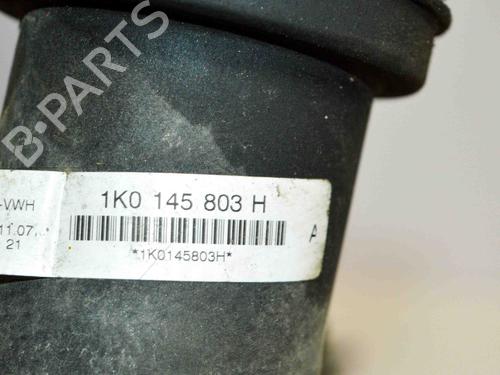 B-PARTS
-VWH
11.07.
21
1K0 145 803 H
A
*1K0145803H*